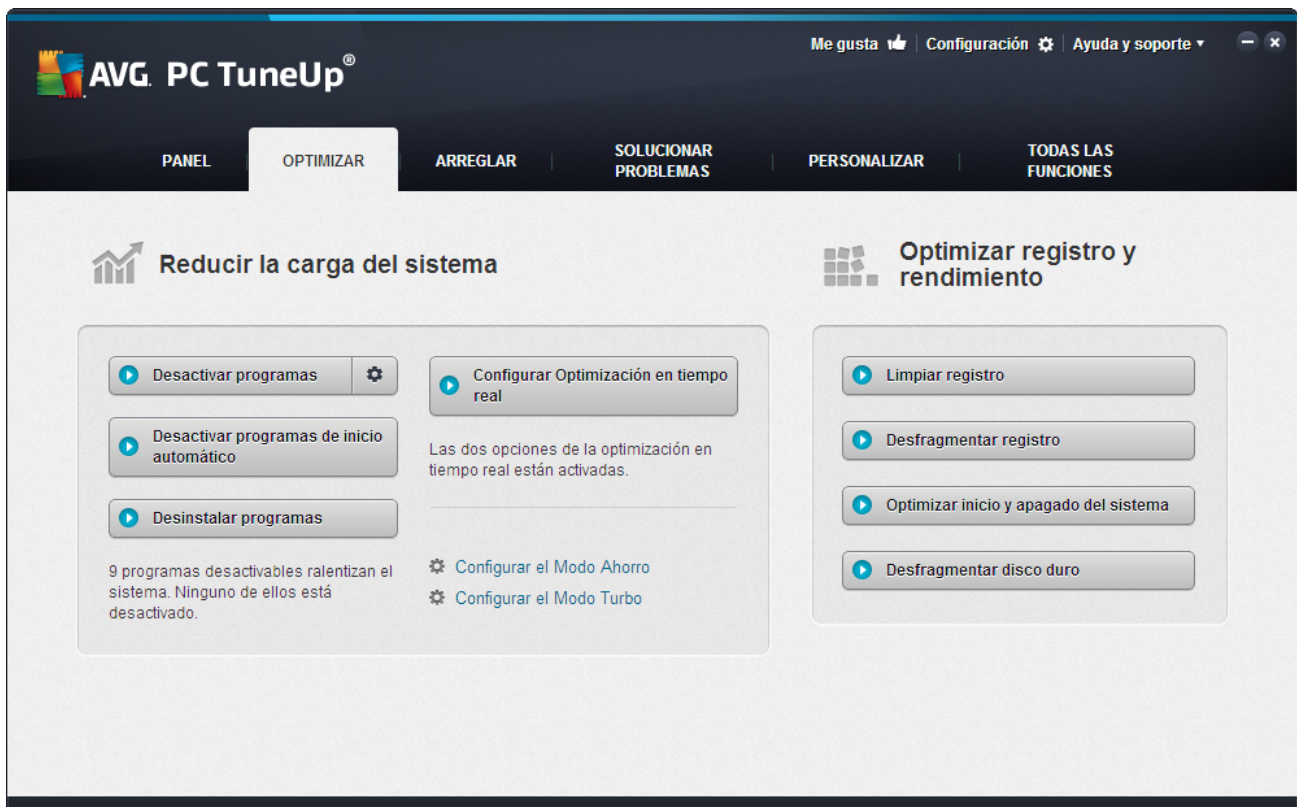 Me gusta
Configuración
Ayuda y soporte
AVG. PC TuneUp®
PANEL
OPTIMIZAR
ARREGLAR
SOLUCIONAR
PROBLEMAS
PERSONALIZAR
TODAS LAS
FUNCIONES
Reducir la carga del sistema
Desactivar programas
Desactivar programas de inicio
automático
Desinstalar programas
9 programas desactivables ralentizan el
sistema. Ninguno de ellos está
desactivado.
Configurar Optimización en tiempo
real
Las dos opciones de la optimización en
tiempo real están activadas.
Configurar el Modo Ahorro
Configurar el Modo Turbo
Optimizar registro y
rendimiento
Limpiar registro
Desfragmentar registro
Optimizar inicio y apagado del sistema
Desfragmentar disco duro